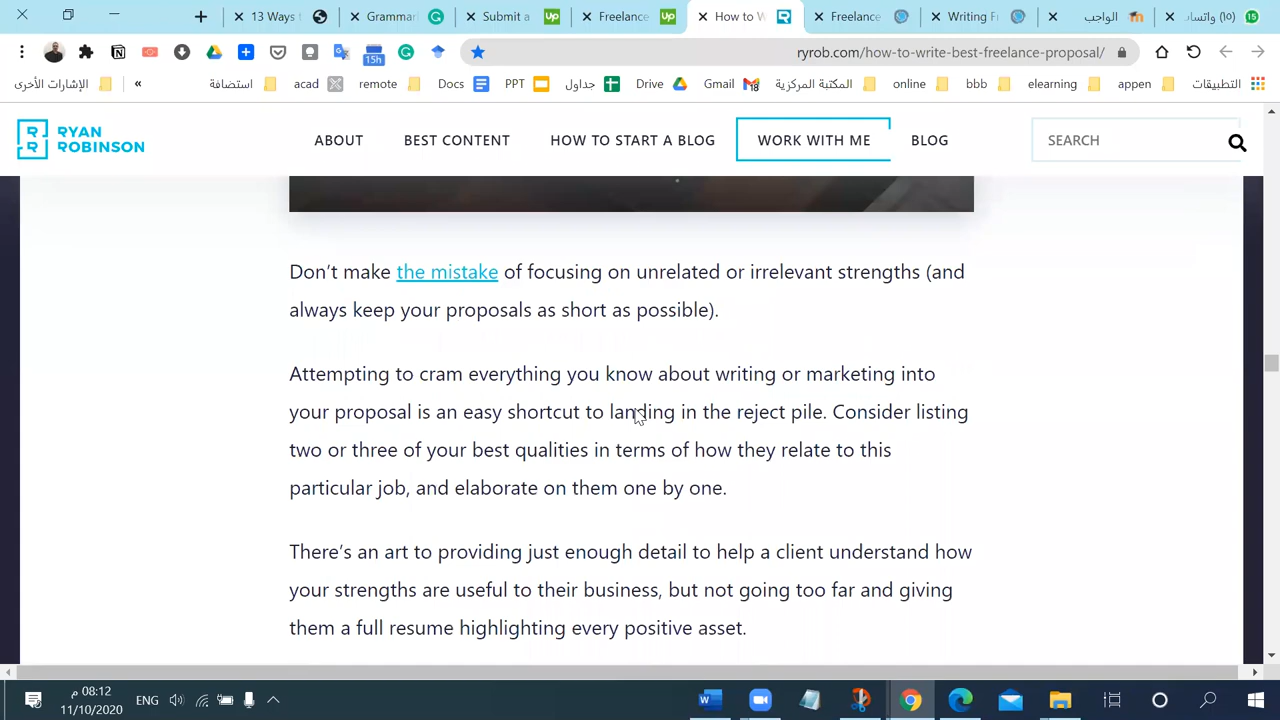 13 Ways
Grammar
Submit a
Freelance
How to W
Freelance
Writing F
الواجب
(١٥) واتساب
15
15h
ryrob.com/how-to-write-best-freelance-proposal/
الإشارات الأخرى
»
استضافة
acad
remote
Docs
PPT
جداول
Drive
Gmail
المكتبة المركزية
online
bbb
elearning
appen
التطبيقات
RYAN
ROBINSON
ABOUT
BEST CONTENT
HOW TO START A BLOG
WORK WITH ME
BLOG
SEARCH
Don’t make the mistake of focusing on unrelated or irrelevant strengths (and
always keep your proposals as short as possible).
Attempting to cram everything you know about writing or marketing into
your proposal is an easy shortcut to landing in the reject pile. Consider listing
two or three of your best qualities in terms of how they relate to this
particular job, and elaborate on them one by one.
There’s an art to providing just enough detail to help a client understand how
your strengths are useful to their business, but not going too far and giving
them a full resume highlighting every positive asset.
08:12 م
11/10/2020
ENG